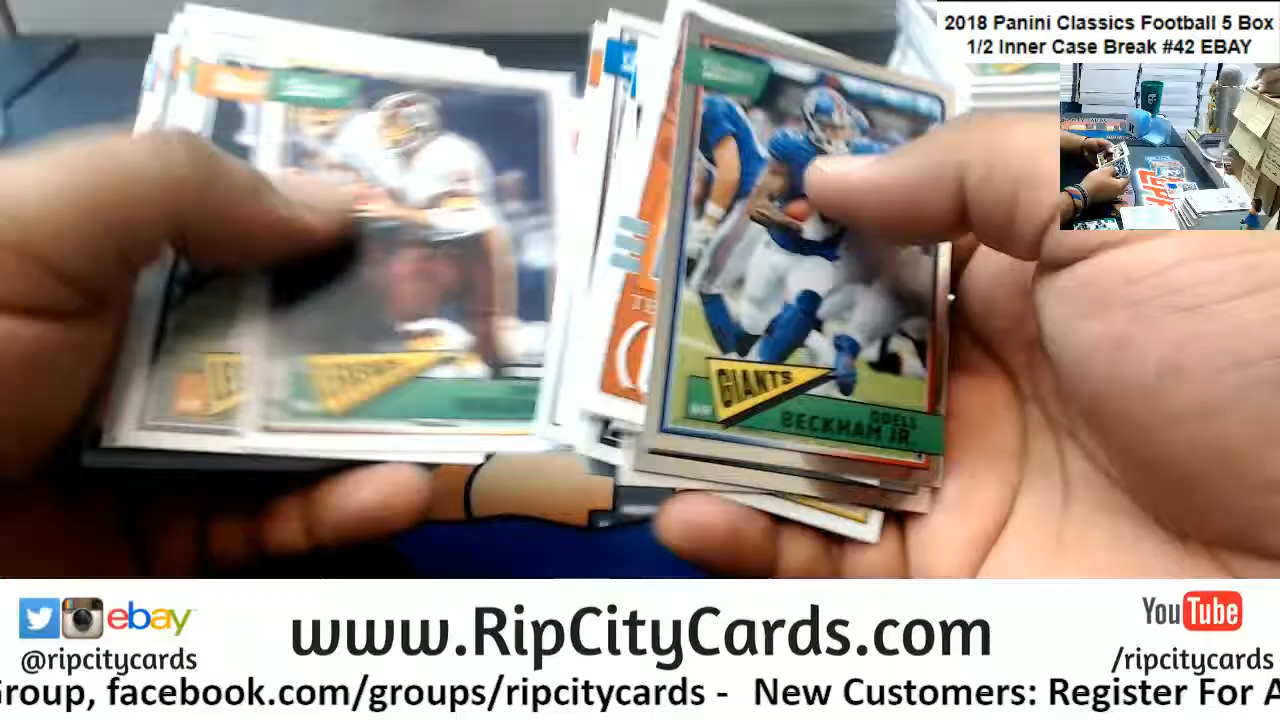 2018 Panini Classics Football 5 Box
1/2 Inner Case Break #42 EBAY
GIANTS
ODELL
BECKHAM JR.
ebay
www.RipCityCards.com
YouTube
@ripcitycards
/ripcitycards
Group, facebook.com/groups/ripcitycards - New Customers: Register For A